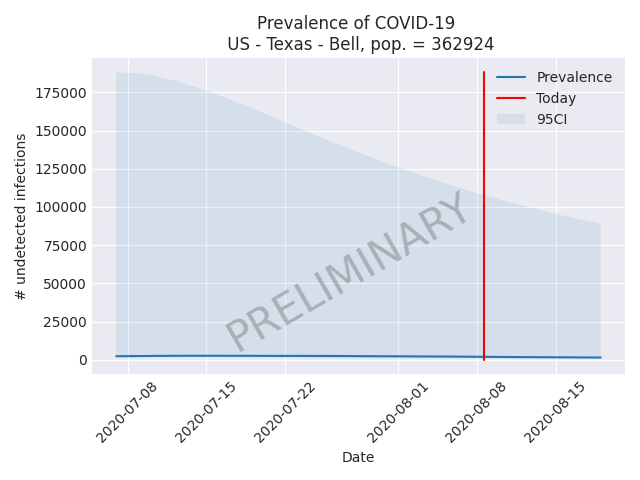 Prevalence of COVID-19
US - Texas - Bell, pop. = 362924
Prevalence
Today
95CI
175000
150000
125000
100000
75000
50000
25000
0
# undetected infections
PRELIMINARY
2020-07-08
2020-07-15
2020-07-22
2020-08-01
2020-08-08
2020-08-15
Date